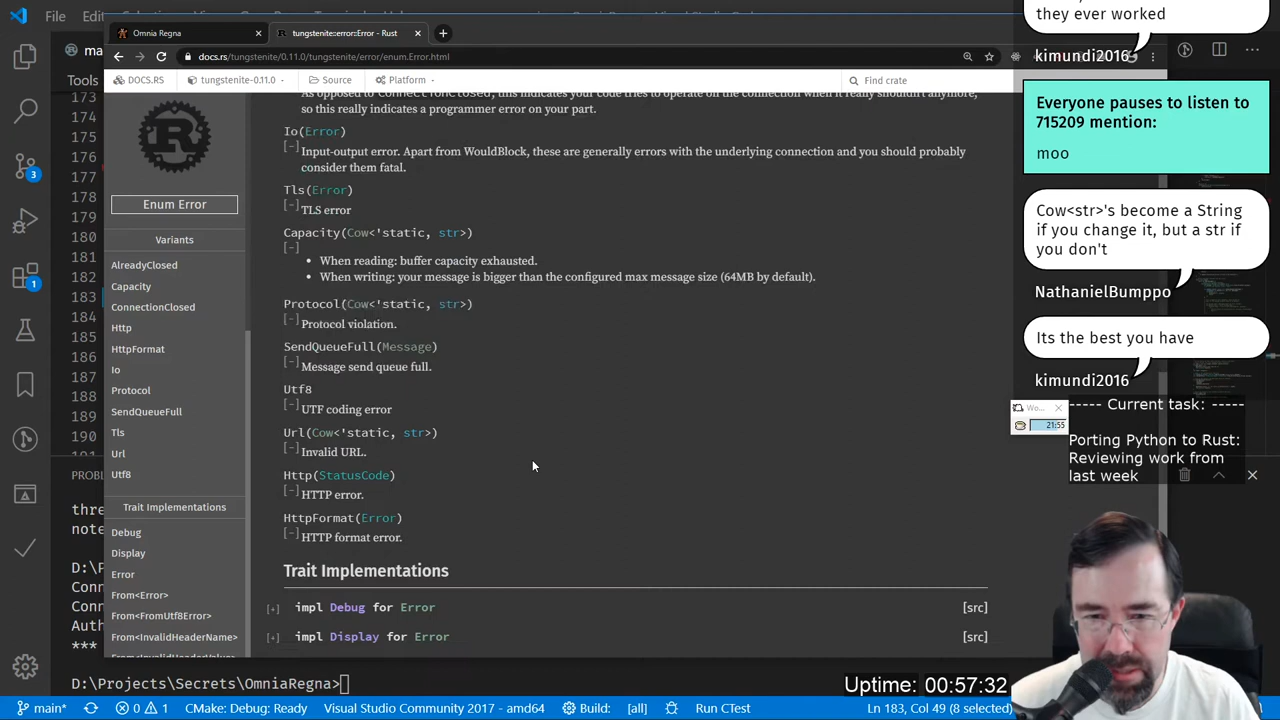 File
Omnia Regna
tungstenite::error::Error - Rust
docs.rs/tungstenite/0.11.0/tungstenite/error/enum.Error.html
Tools
DOCS.RS
tungstenite-0.11.0
Source
Platform
Find crate
173
174
175
176
177
178
179
180
181
182
183
184
185
186
187
188
189
190
Enum Error
Variants
AlreadyClosed
Capacity
ConnectionClosed
Http
HttpFormat
Io
Protocol
SendQueueFull
Tls
Url
Utf8
Trait Implementations
Debug
Display
Error
From<Error>
From<FromUtf8Error>
From<InvalidHeaderName>
so this really indicates a programmer error on your part.
Io(Error)
[-] Input-output error. Apart from WouldBlock, these are generally errors with the underlying connection and you should probably
consider them fatal.
Tls(Error)
[-] TLS error
Capacity(Cow<'static, str>)
[-]
• When reading: buffer capacity exhausted.
• When writing: your message is bigger than the configured max message size (64MB by default).
Protocol(Cow<'static, str>)
[-] Protocol violation.
SendQueueFull(Message)
[-] Message send queue full.
Utf8
[-] UTF coding error
Url(Cow<'static, str>)
[-] Invalid URL.
Http(StatusCode)
[-] HTTP error.
HttpFormat(Error)
[-] HTTP format error.
Trait Implementations
[+] impl Debug for Error [src]
[+] impl Display for Error [src]
they ever worked
kimundi2016
Everyone pauses to listen to
715209 mention:
moo
Cow<str>'s become a String
if you change it, but a str if
you don't
NathanielBumppo
Its the best you have
kimundi2016
Wo...
21:55
----- Current task: -----
Porting Python to Rust:
Reviewing work from
last week
3
1
thre
note
D:\P
Conn
Conn
Auth
***
D:\Projects\Secrets\OmniaRegna>
Uptime: 00:57:32
main*
0
1
CMake: Debug: Ready
Visual Studio Community 2017 - amd64
Build:
[all]
Run CTest
Ln 183, Col 49 (8 selected)